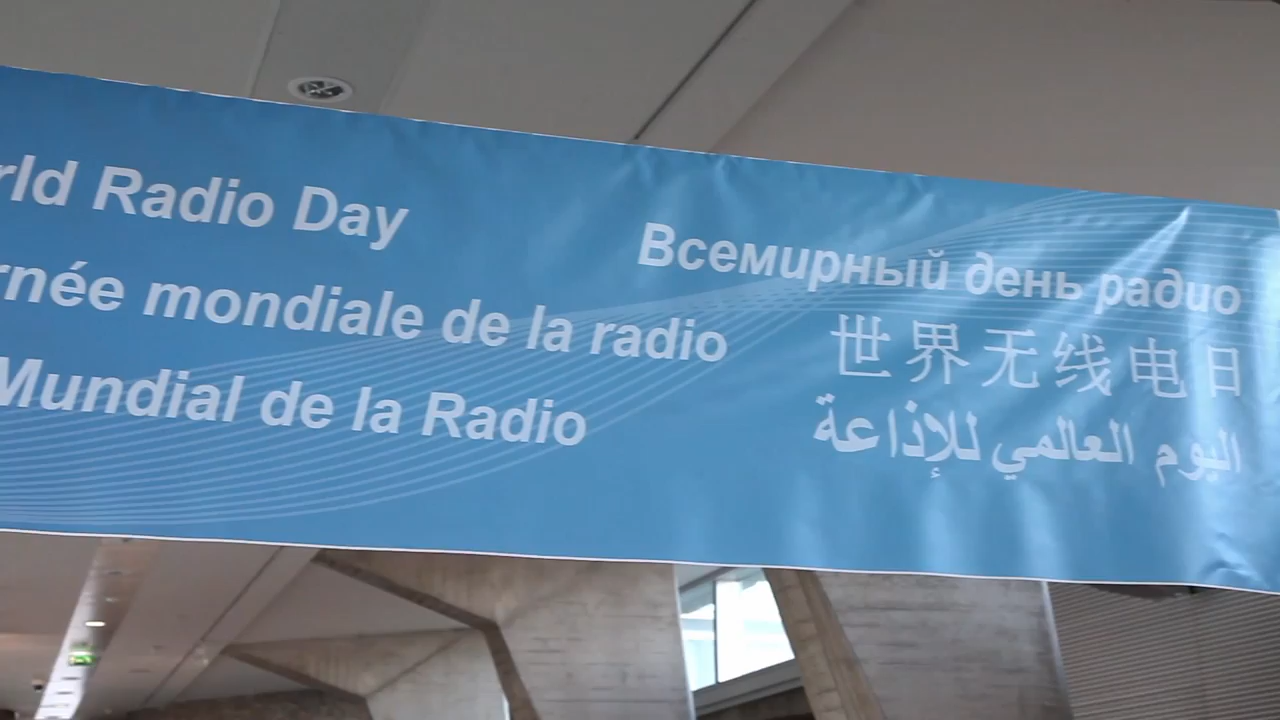 rld Radio Day
rnée mondiale de la radio
Mundial de la Radio
Всемирный день радио
世界无线电日
اليوم العالمي للإذاعة